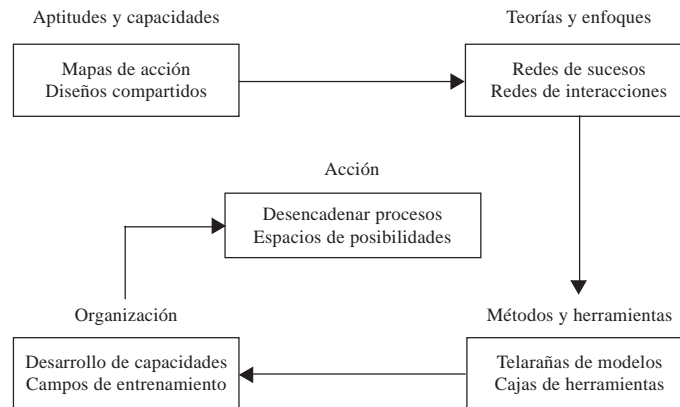 Aptitudes y capacidades
Mapas de acción
Diseños compartidos
Teorías y enfoques
Redes de sucesos
Redes de interacciones
Acción
Desencadenar procesos
Espacios de posibilidades
Organización
Desarrollo de capacidades
Campos de entrenamiento
Métodos y herramientas
Telarañas de modelos
Cajas de herramientas